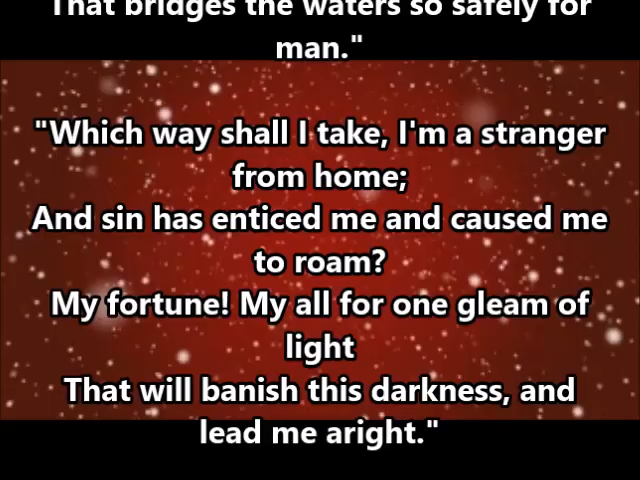 That bridges the waters so safely for
man."
"Which way shall I take, I'm a stranger
from home;
And sin has enticed me and caused me
to roam?
My fortune! My all for one gleam of
light
That will banish this darkness, and
lead me aright."